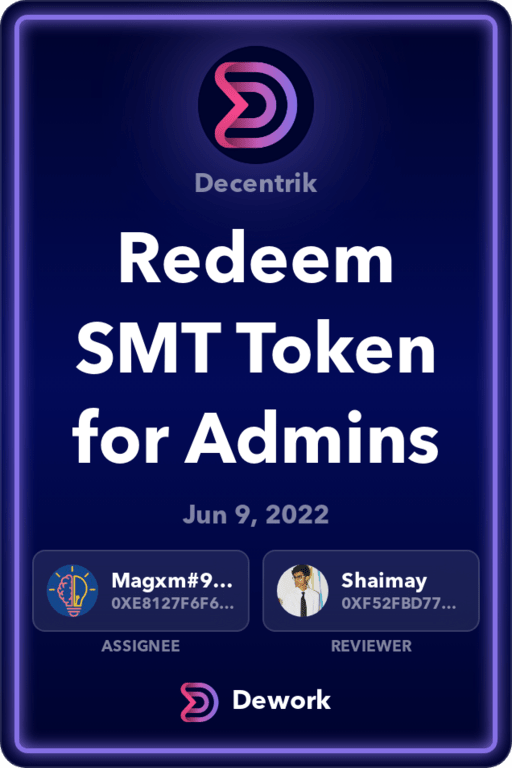 Decentrik
Redeem
SMT Token
for Admins
Jun 9, 2022
Magxm#9...
0XE8127F6F6...
ASSIGNEE
Shaimay
0XF52FBD77...
REVIEWER
Dework